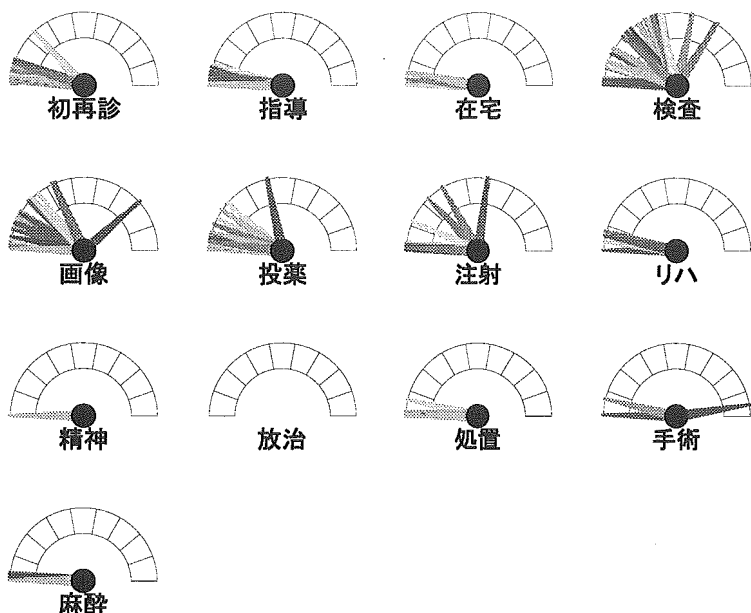 初再診
指導
在宅
検査
画像
投薬
注射
リハ
精神
放治
処置
手術
麻酔